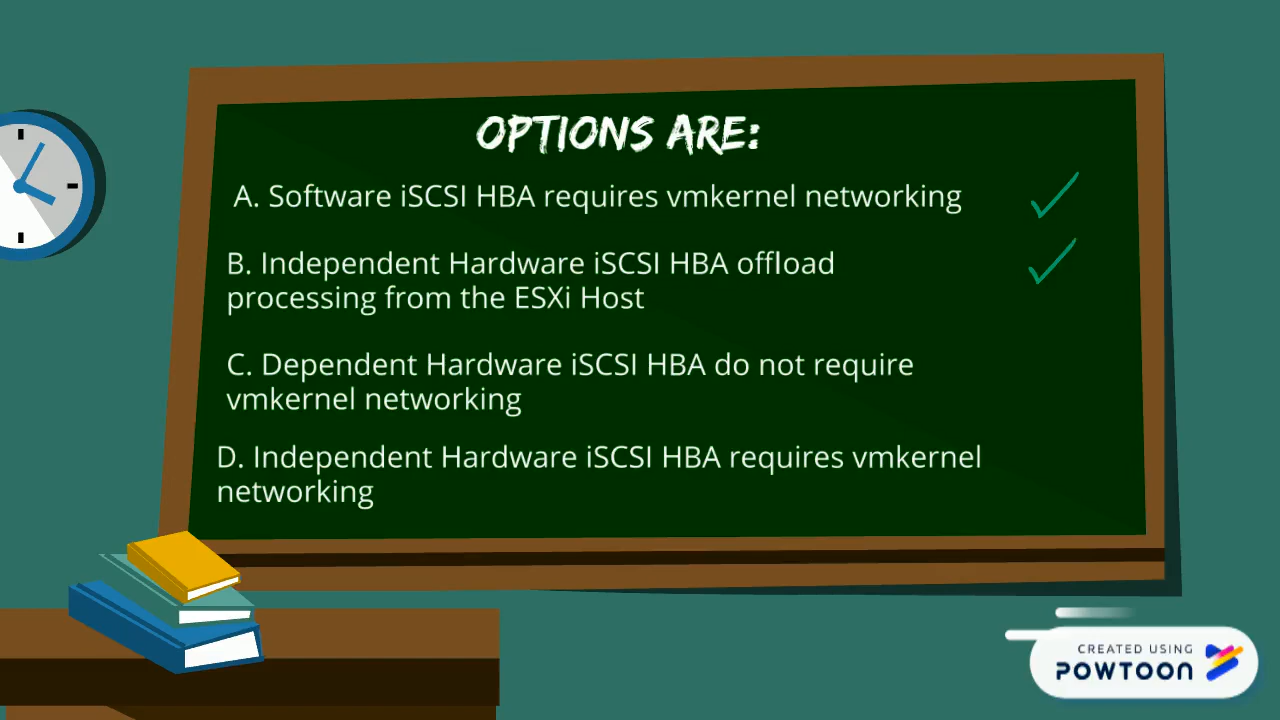 OPTIONS ARE:
A. Software iSCSI HBA requires vmkernel networking
B. Independent Hardware iSCSI HBA offload
processing from the ESXi Host
C. Dependent Hardware iSCSI HBA do not require
vmkernel networking
D. Independent Hardware iSCSI HBA requires vmkernel
networking
CREATED USING
POWTOON